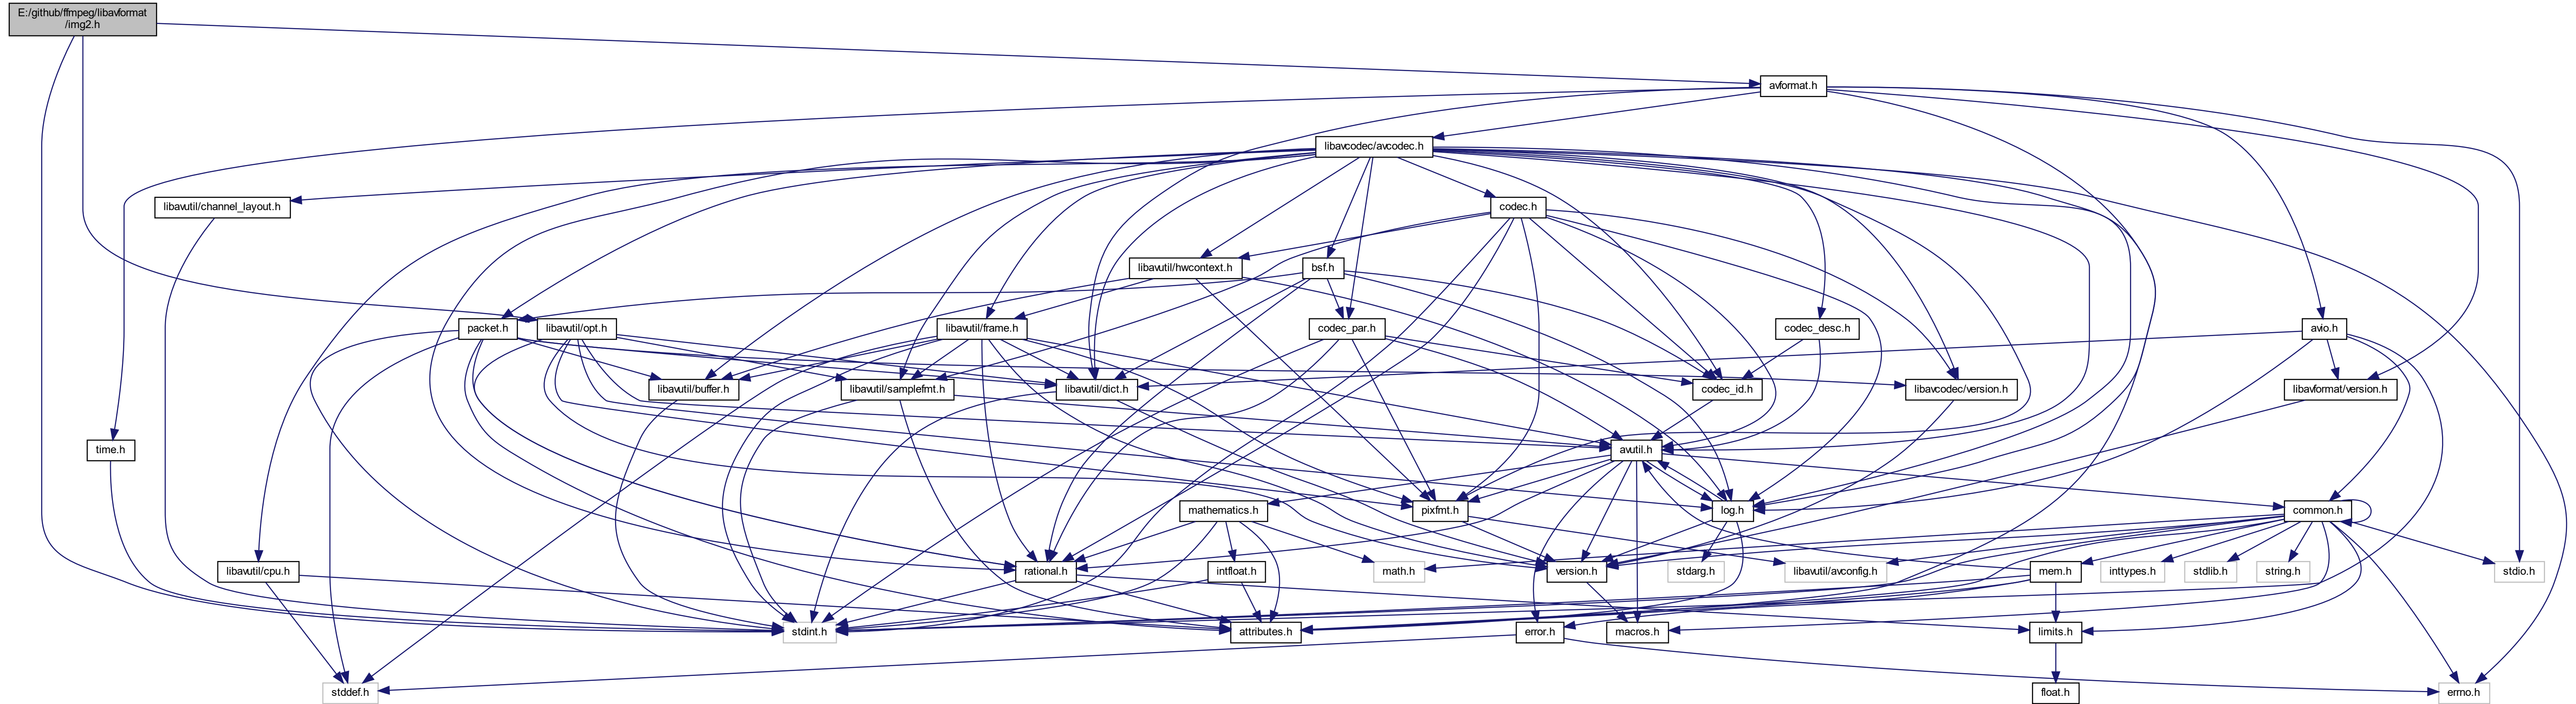 E:/github/ffmpeg/libavformat
/img2.h
avformat.h
libavcodec/avcodec.h
libavutil/channel_layout.h
codec.h
libavutil/hwcontext.h
bsf.h
packet.h
libavutil/opt.h
libavutil/frame.h
codec_par.h
codec_desc.h
avio.h
libavutil/buffer.h
libavutil/samplefmt.h
libavutil/dict.h
codec_id.h
libavcodec/version.h
libavformat/version.h
time.h
avutil.h
mathematics.h
pixfmt.h
log.h
common.h
libavutil/cpu.h
rational.h
intfloat.h
math.h
version.h
stdarg.h
libavutil/avconfig.h
mem.h
inttypes.h
stdlib.h
string.h
stdio.h
stdint.h
attributes.h
error.h
macros.h
limits.h
stddef.h
float.h
errno.h